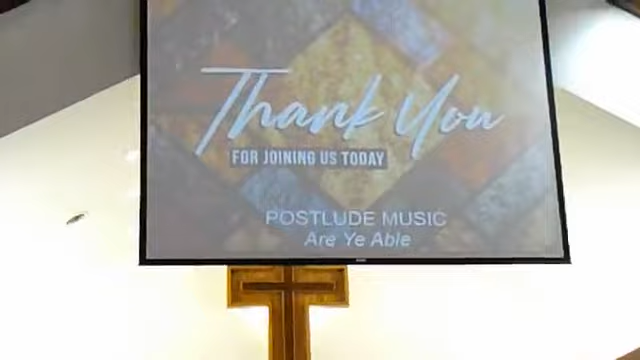 Thank You
FOR JOINING US TODAY
POSTLUDE MUSIC
Are Ye Able